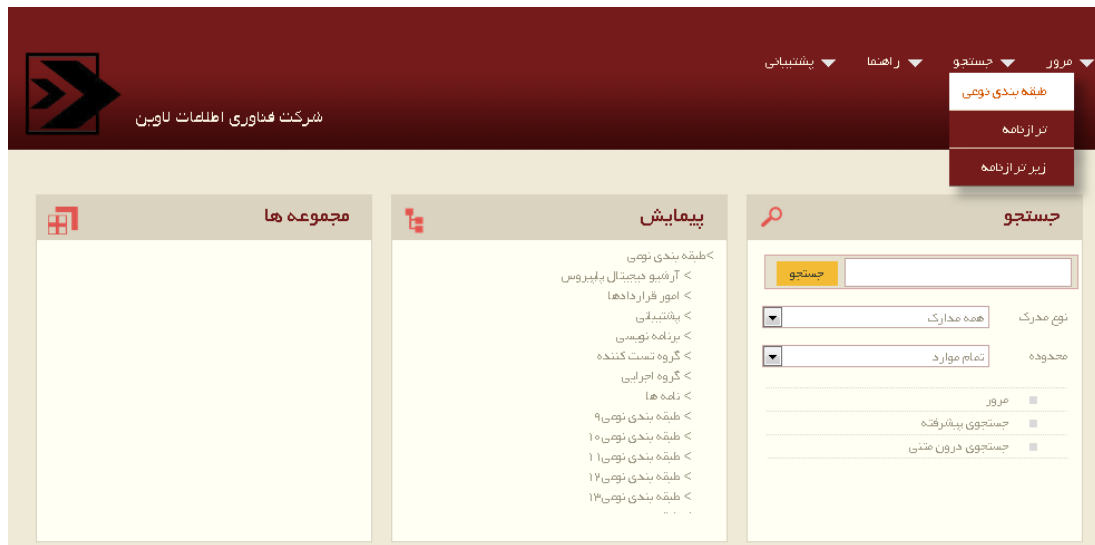 مرور جستجو راهنما پشتیبانی
طبقه بندی نوعی
ترازنامه
زیر ترازنامه
شرکت فناوری اطلاعات لاوین
جستجو
جستجو
نوع مدرک همه مدارک
محدوده تمام موارد
مرور
جستجوی پیشرفته
جستجوی درون متنی
پیمایش
>طبقه بندی نوعی
> آرشیو دیجیتال پاپیروس
> امور قراردادها
> پشتیبانی
> برنامه نویسی
> گروه تست کننده
> گروه اجرایی
> نامه ها
> طبقه بندی نوعی۹
> طبقه بندی نوعی۱۰
> طبقه بندی نوعی۱۱
> طبقه بندی نوعی۱۲
> طبقه بندی نوعی۱۳
مجموعه ها